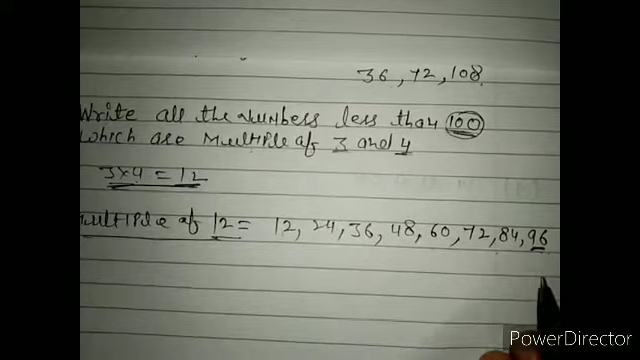 36, 72, 108.
Write all the numbers less than 100
which are multiple of 3 and 4
3×4 = 12
multiple of 12 = 12, 24, 36, 48, 60, 72, 84, 96
PowerDirector